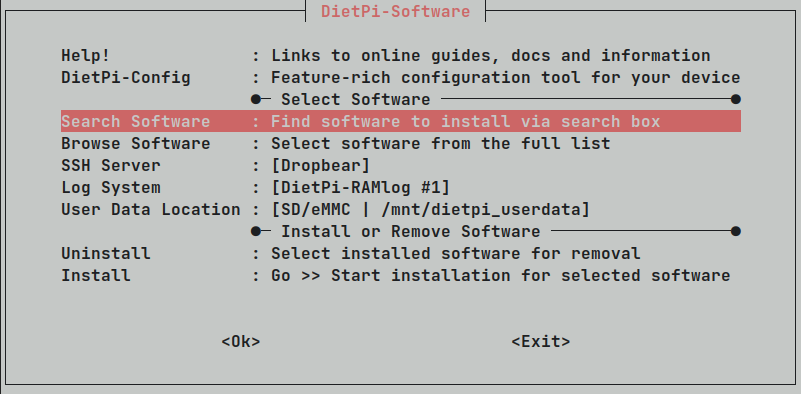 DietPi-Software
Help! : Links to online guides, docs and information
DietPi-Config : Feature-rich configuration tool for your device
Select Software
Search Software : Find software to install via search box
Browse Software : Select software from the full list
SSH Server : [Dropbear]
Log System : [DietPi-RAMlog #1]
User Data Location : [SD/eMMC | /mnt/dietpi_userdata]
Install or Remove Software
Uninstall : Select installed software for removal
Install : Go >> Start installation for selected software
<Ok> <Exit>